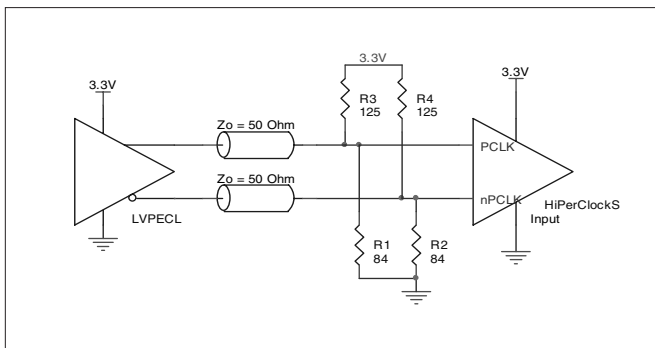 3.3V
3.3V
3.3V
R3
125
R4
125
Zo = 50 Ohm
PCLK
Zo = 50 Ohm
nPCLK
HiPerClockS
Input
LVPECL
R1
84
R2
84